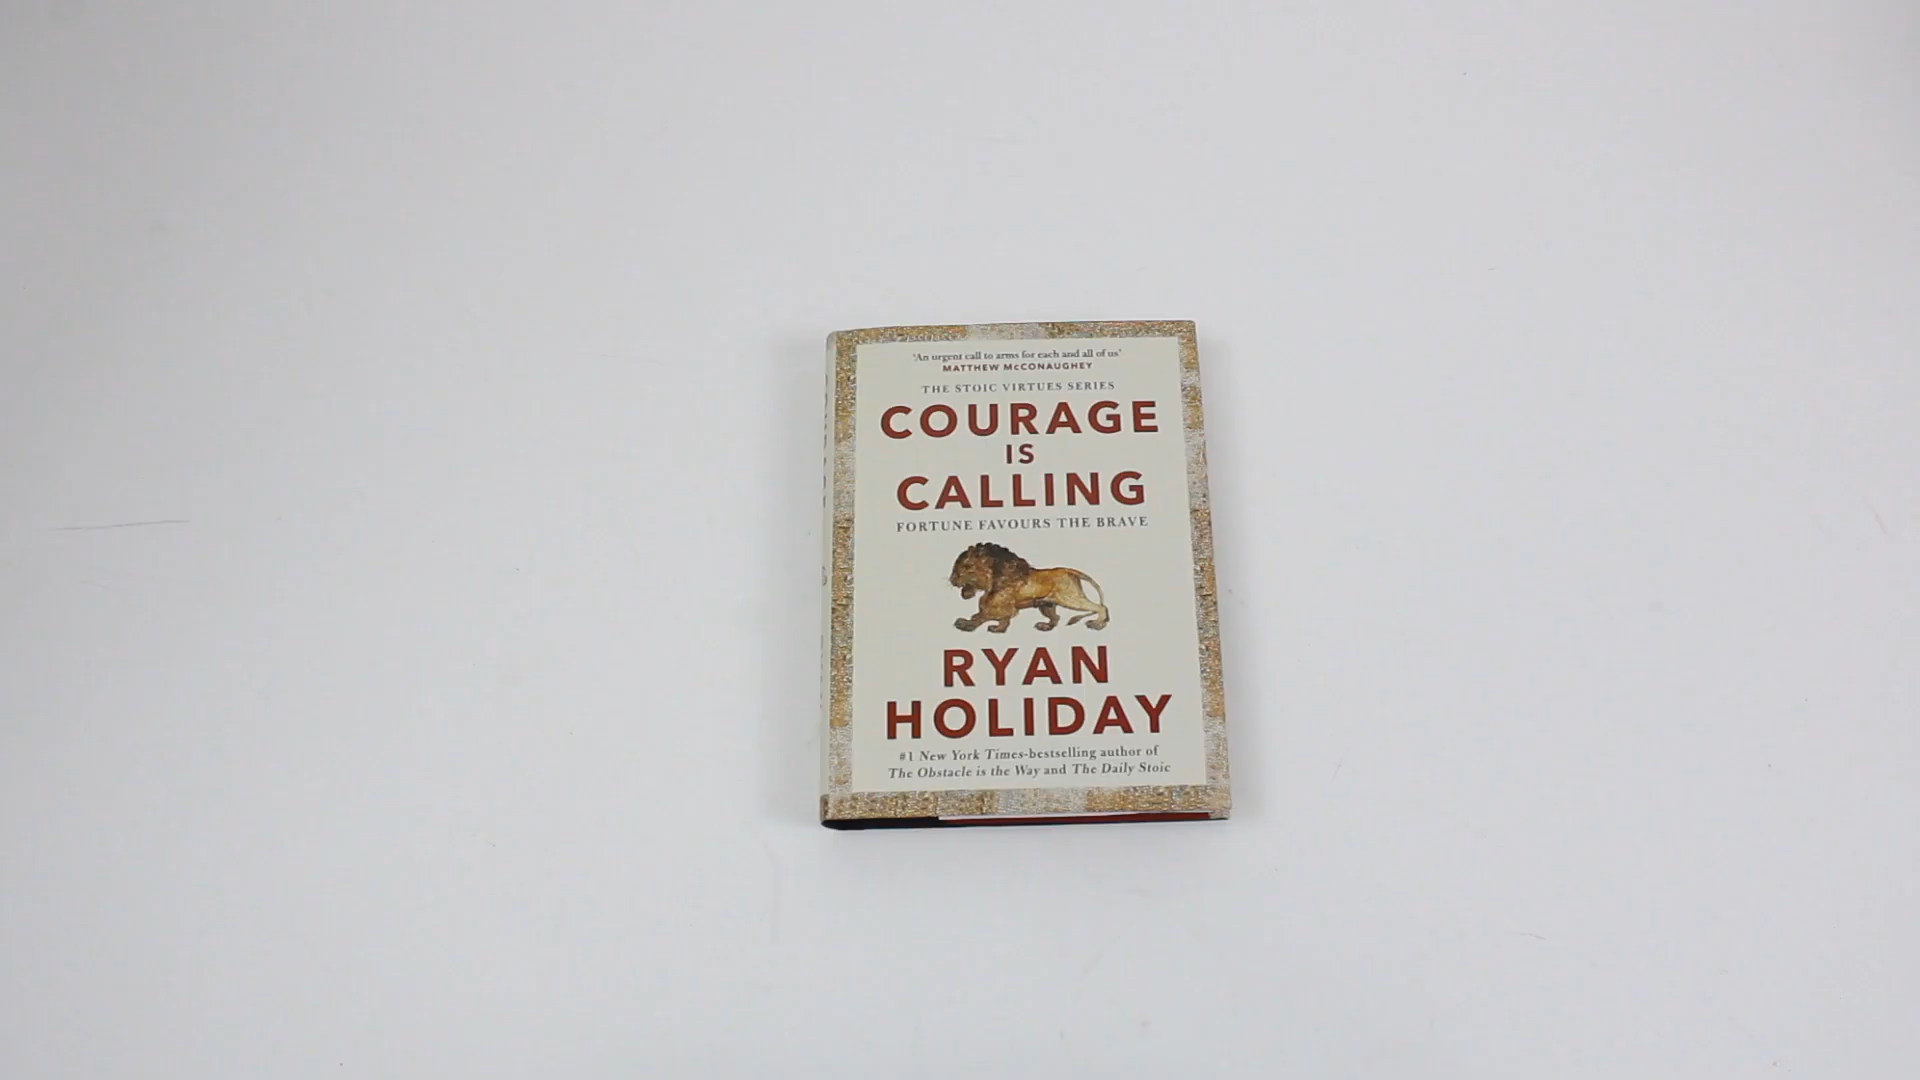 'An urgent call to arms for each and all of us'
MATTHEW McCONAUGHEY
THE STOIC VIRTUES SERIES
COURAGE
IS
CALLING
FORTUNE FAVOURS THE BRAVE
RYAN
HOLIDAY
#1 New York Times-bestselling author of
The Obstacle is the Way and The Daily Stoic